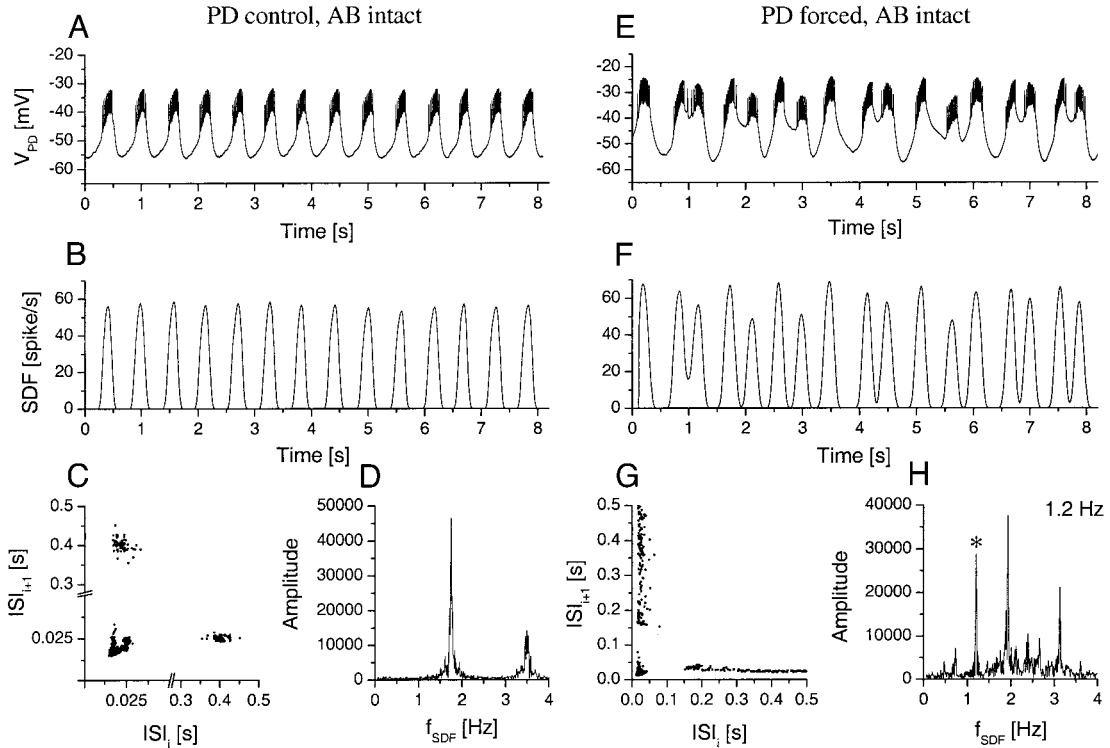 PD control, AB intact
PD forced, AB intact
A
V_PD [mV]
-20
-30
-40
-50
-60
0 1 2 3 4 5 6 7 8
Time [s]
E
-20
-30
-40
-50
-60
0 1 2 3 4 5 6 7 8
Time [s]
B
SDF [spike/s]
60
40
20
0
0 1 2 3 4 5 6 7 8
Time [s]
F
60
40
20
0
0 1 2 3 4 5 6 7 8
Time [s]
C
ISI_i+1 [s]
0.5
0.4
0.3
0.025
0.025 0.3 0.4 0.5
ISI_i [s]
D
Amplitude
50000
40000
30000
20000
10000
0
0 1 2 3 4
f_SDF [Hz]
G
ISI_i+1 [s]
0.5
0.4
0.3
0.2
0.1
0.0
0.0 0.1 0.2 0.3 0.4 0.5
ISI_i [s]
H
1.2 Hz
*
Amplitude
40000
30000
20000
10000
0
0 1 2 3 4
f_SDF [Hz]